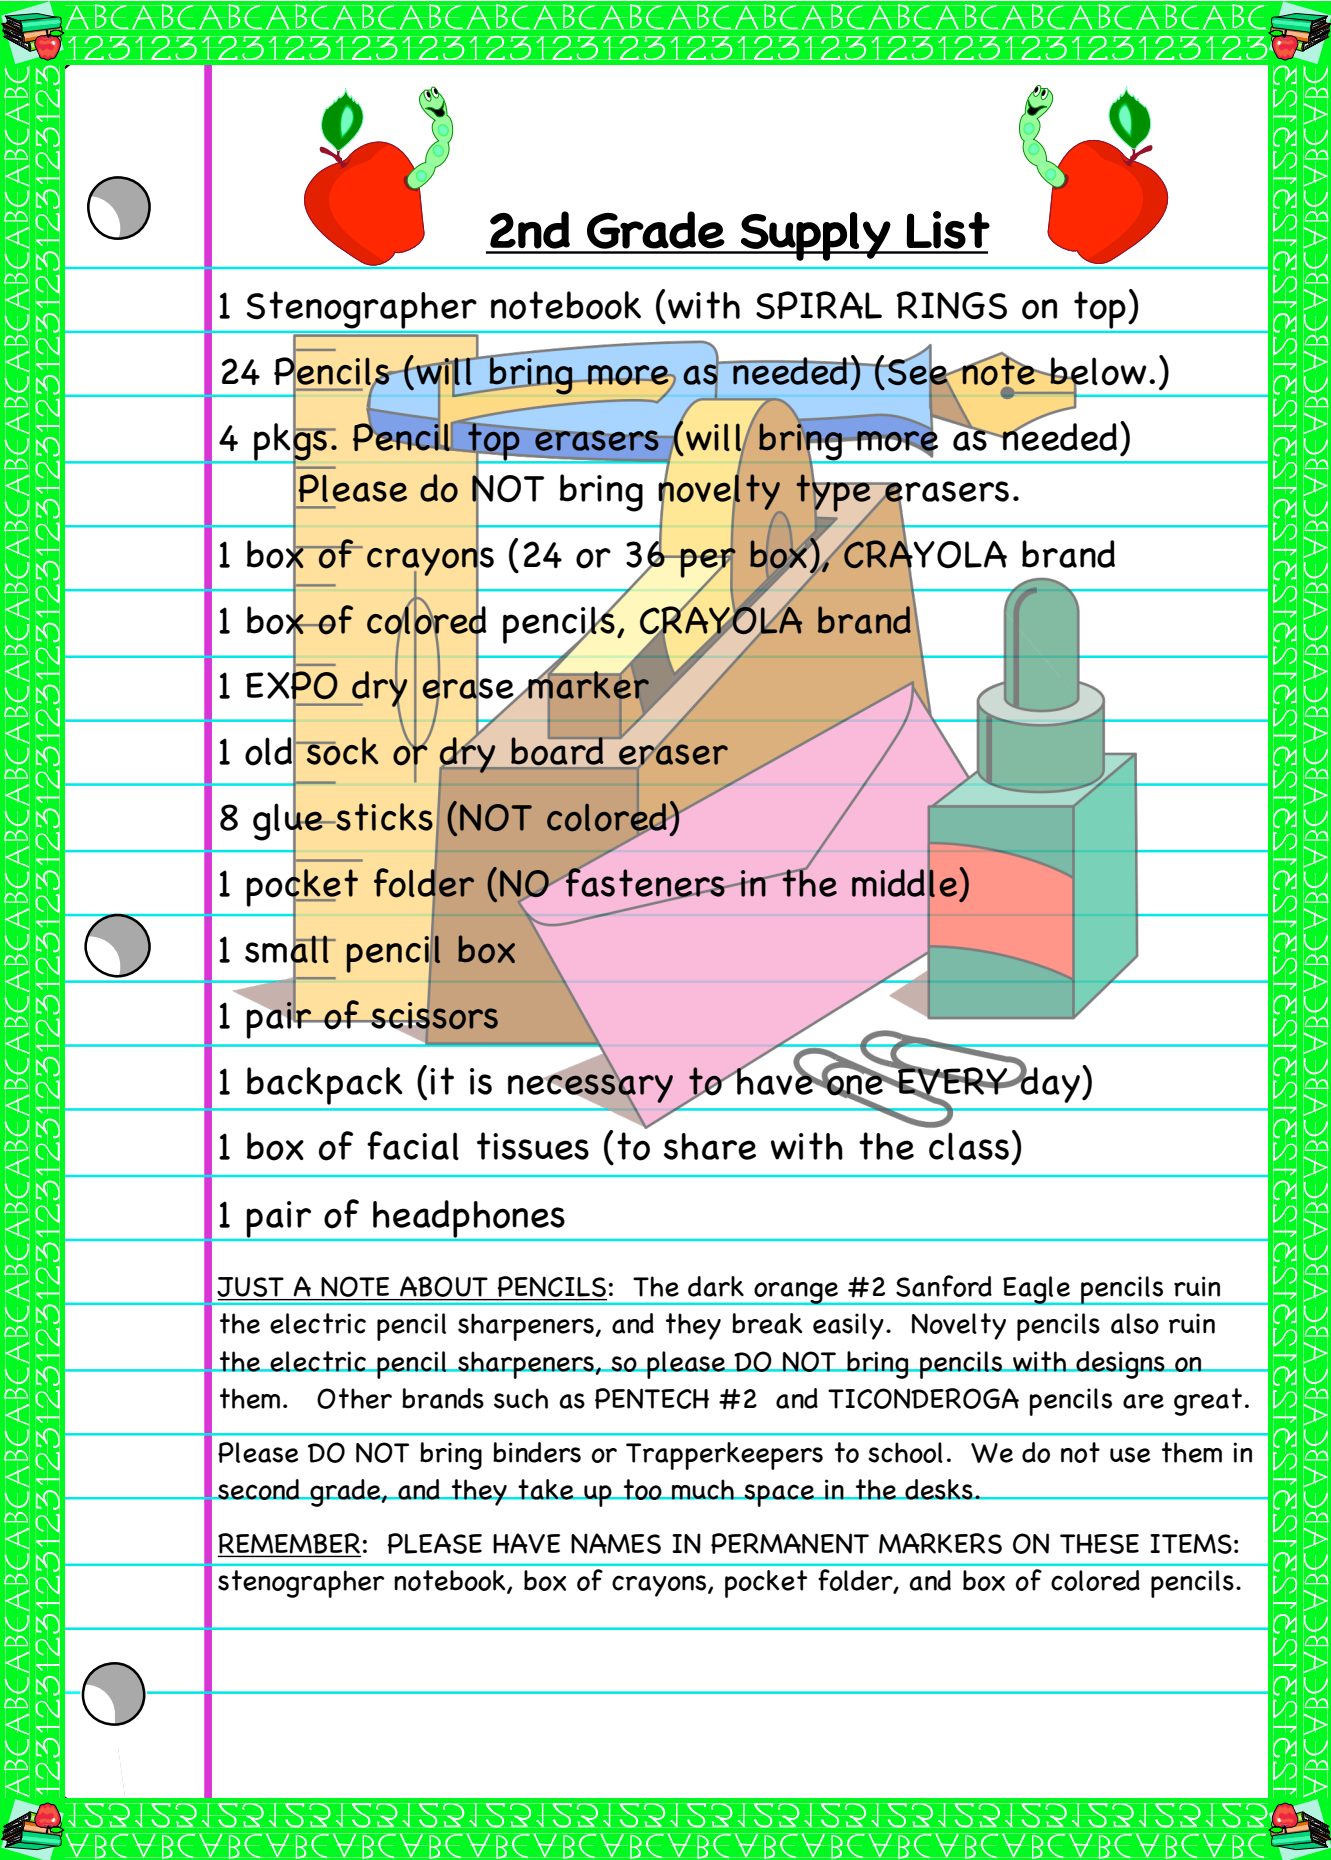 ABCABCABCABCABCABCABCABCABCABCABCABCABCABCABCABC
123123123123123123123123123123123123123123
2nd Grade Supply List
1 Stenographer notebook (with SPIRAL RINGS on top)
24 Pencils (will bring more as needed) (See note below.)
4 pkgs. Pencil top erasers (will bring more as needed)
Please do NOT bring novelty type erasers.
1 box of crayons (24 or 36 per box), CRAYOLA brand
1 box of colored pencils, CRAYOLA brand
1 EXPO dry erase marker
1 old sock or dry board eraser
8 glue sticks (NOT colored)
1 pocket folder (NO fasteners in the middle)
1 small pencil box
1 pair of scissors
1 backpack (it is necessary to have one EVERY day)
1 box of facial tissues (to share with the class)
1 pair of headphones
JUST A NOTE ABOUT PENCILS:  The dark orange #2 Sanford Eagle pencils ruin
the electric pencil sharpeners, and they break easily.  Novelty pencils also ruin
the electric pencil sharpeners, so please DO NOT bring pencils with designs on
them.   Other brands such as PENTECH #2  and TICONDEROGA pencils are great.
Please DO NOT bring binders or Trapperkeepers to school.  We do not use them in
second grade, and they take up too much space in the desks.
REMEMBER:  PLEASE HAVE NAMES IN PERMANENT MARKERS ON THESE ITEMS:
stenographer notebook, box of crayons, pocket folder, and box of colored pencils.